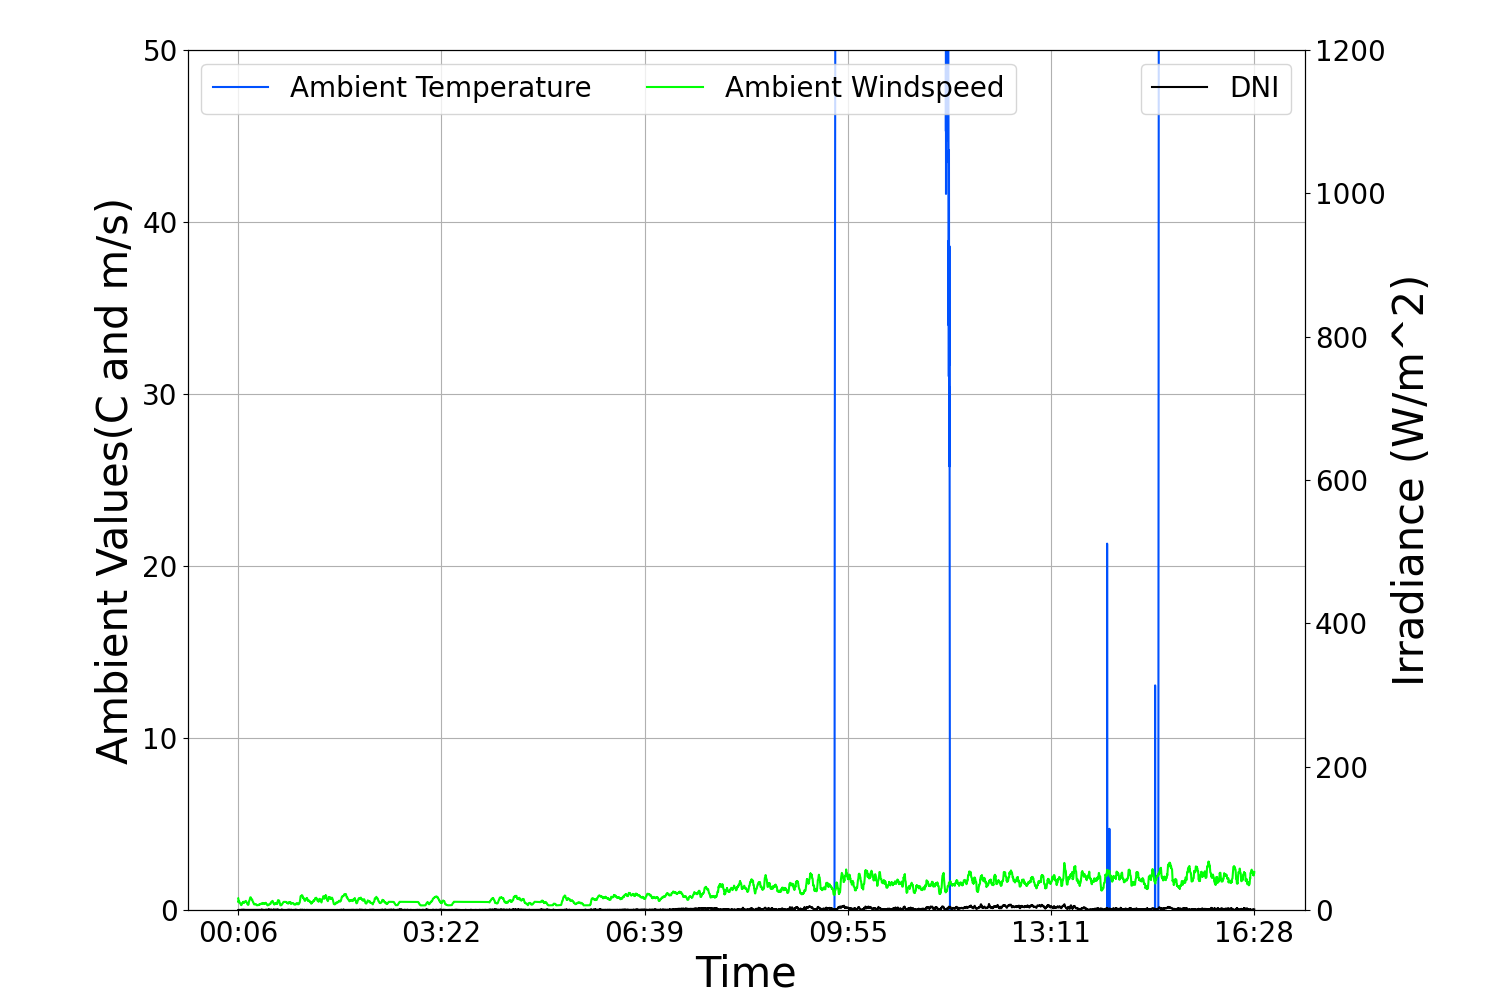 Ambient Temperature
Ambient Windspeed
DNI
Ambient Values(C and m/s)
50
40
30
20
10
0
1200
1000
800
600
400
200
0
Irradiance (W/m^2)
00:06 03:22 06:39 09:55 13:11 16:28
Time